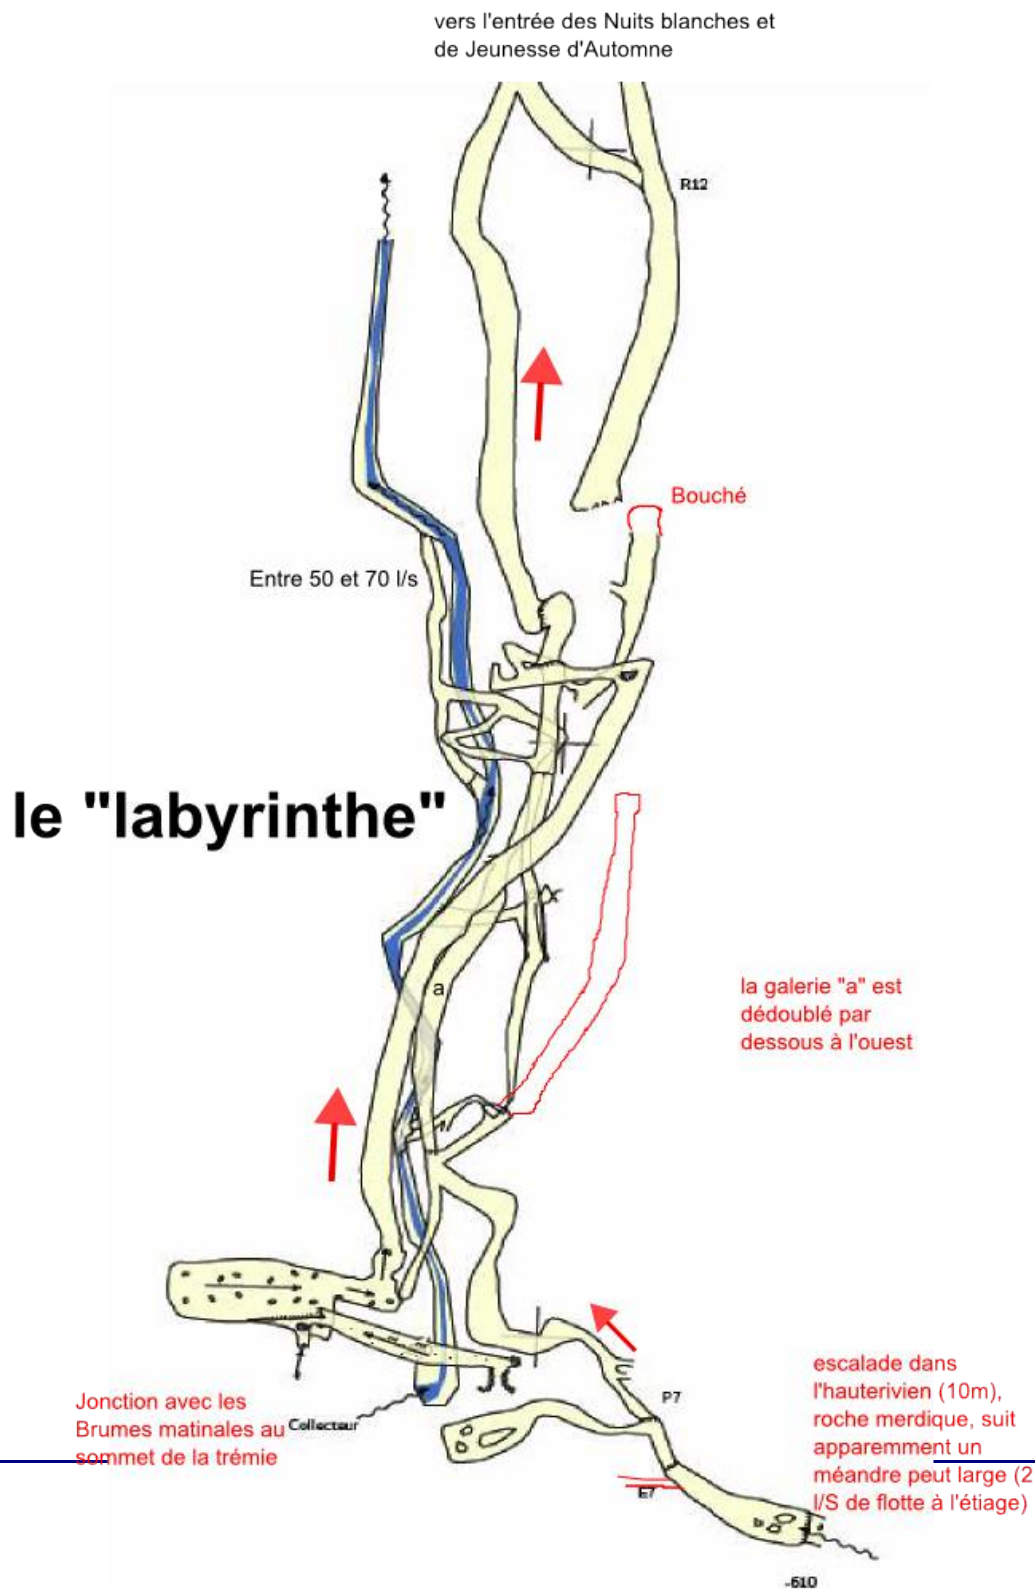 vers l'entrée des Nuits blanches et
de Jeunesse d'Automne
R12
Bouché
Entre 50 et 70 l/s
le "labyrinthe"
a
la galerie "a" est
dédoublé par
dessous à l'ouest
Jonction avec les
Brumes matinales au
sommet de la trémie
Collecteur
P7
E7
escalade dans
l'hauterivien (10m),
roche merdique, suit
apparemment un
méandre peut large (2
l/S de flotte à l'étiage)
-610